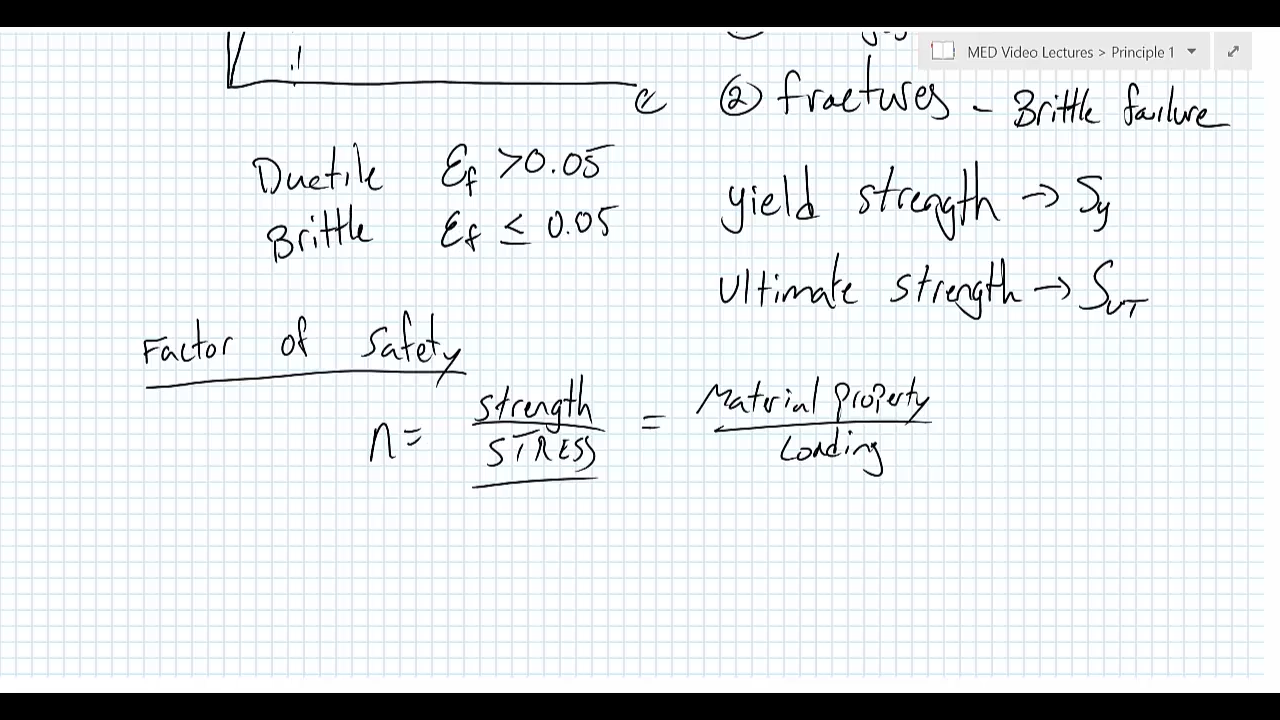 MED Video Lectures > Principle 1
② fractures - Brittle failure
Ductile εf >0.05
Brittle εf ≤ 0.05
yield strength → Sy
Ultimate strength → SUT
Factor of Safety
n= strength / STRESS = Material Property / Loading